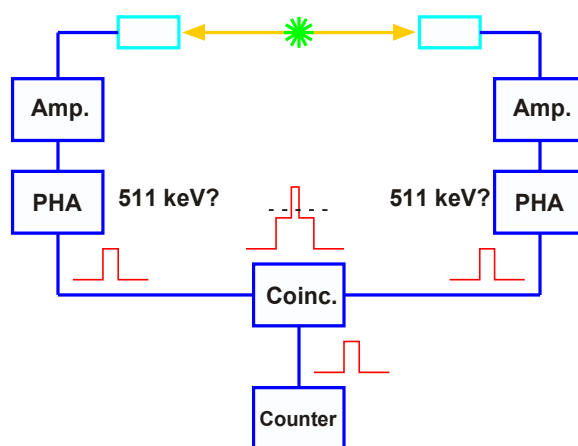 Amp.
Amp.
PHA
511 keV?
511 keV?
PHA
Coinc.
Counter